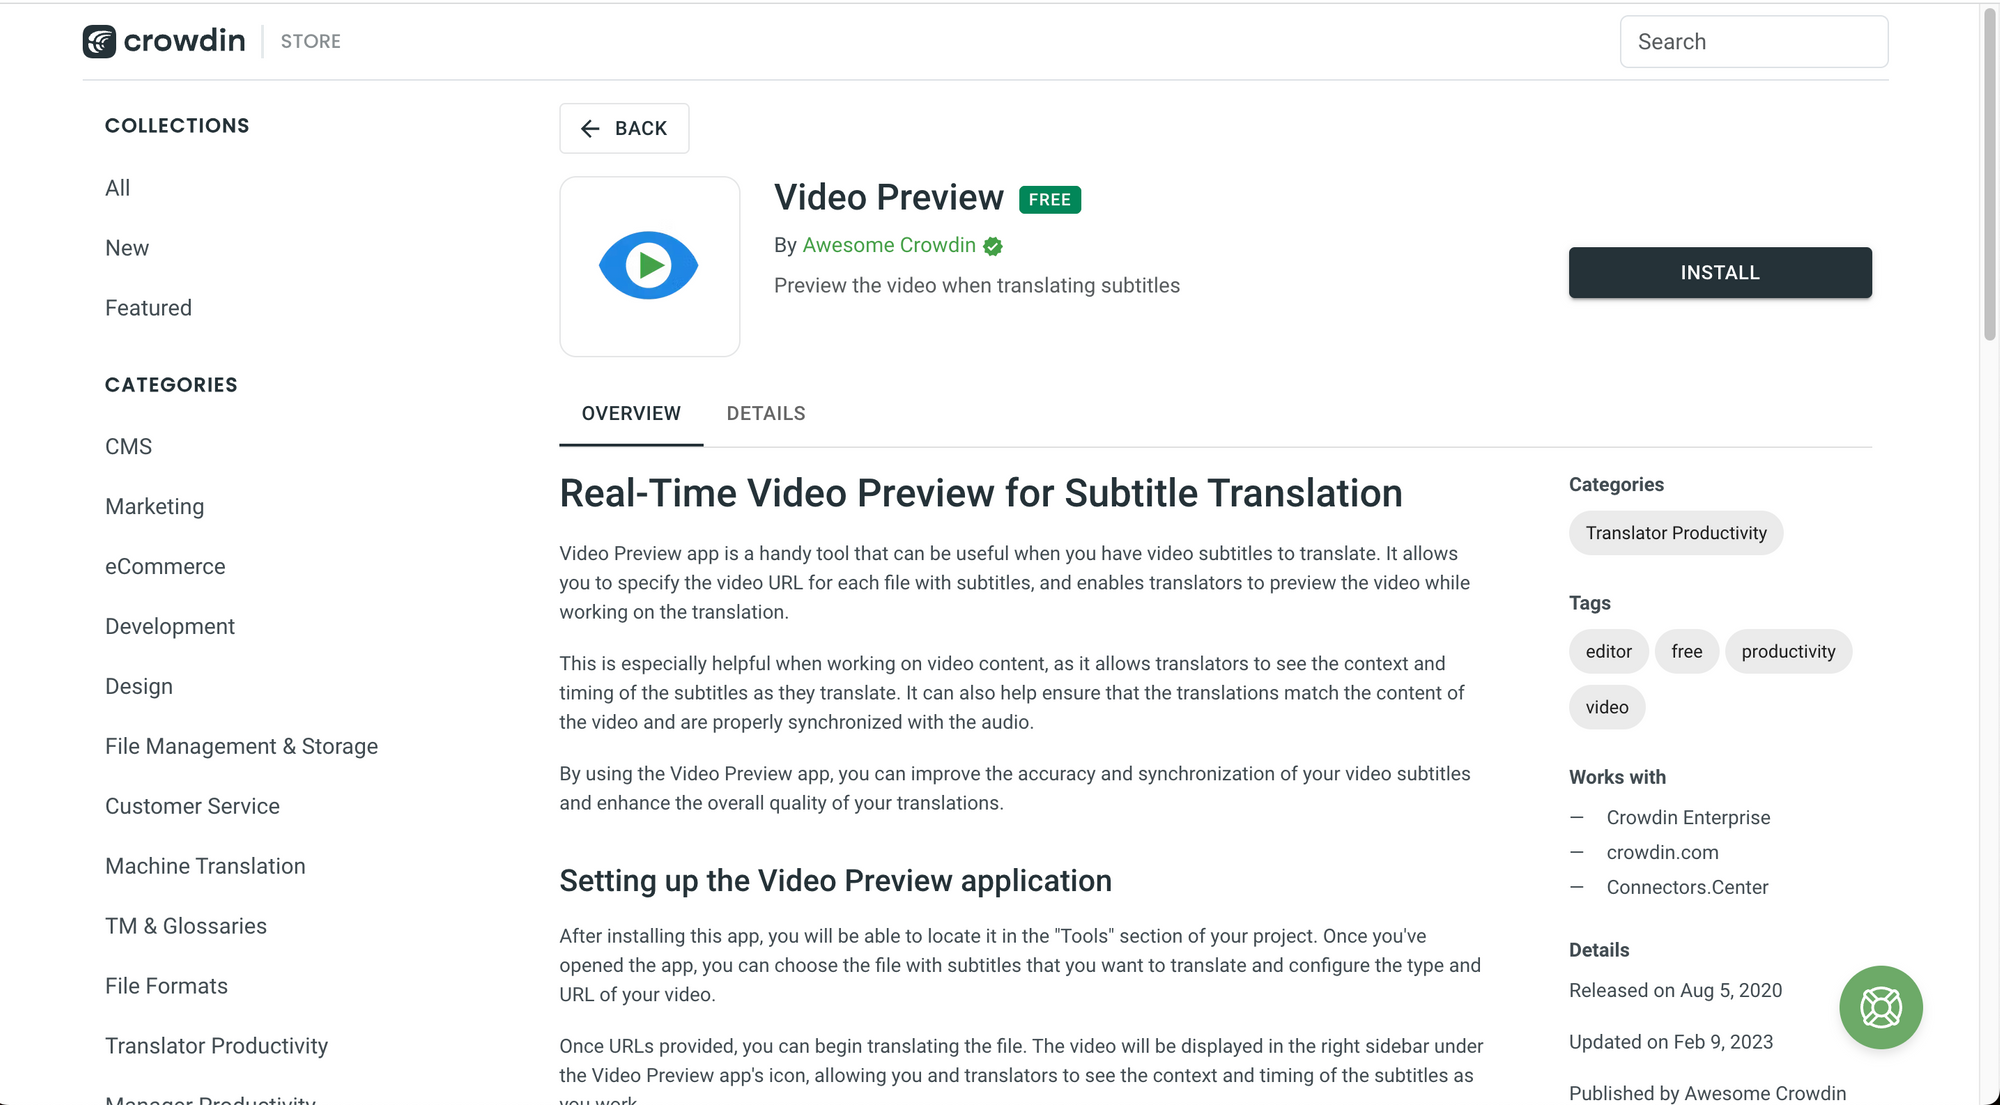 crowdin STORE
Search
COLLECTIONS
All
New
Featured
CATEGORIES
CMS
Marketing
eCommerce
Development
Design
File Management & Storage
Customer Service
Machine Translation
TM & Glossaries
File Formats
Translator Productivity
Manager Productivity
BACK
Video Preview FREE
By Awesome Crowdin
Preview the video when translating subtitles
INSTALL
OVERVIEW DETAILS
Real-Time Video Preview for Subtitle Translation
Video Preview app is a handy tool that can be useful when you have video subtitles to translate. It allows
you to specify the video URL for each file with subtitles, and enables translators to preview the video while
working on the translation.
This is especially helpful when working on video content, as it allows translators to see the context and
timing of the subtitles as they translate. It can also help ensure that the translations match the content of
the video and are properly synchronized with the audio.
By using the Video Preview app, you can improve the accuracy and synchronization of your video subtitles
and enhance the overall quality of your translations.
Setting up the Video Preview application
After installing this app, you will be able to locate it in the "Tools" section of your project. Once you've
opened the app, you can choose the file with subtitles that you want to translate and configure the type and
URL of your video.
Once URLs provided, you can begin translating the file. The video will be displayed in the right sidebar under
the Video Preview app's icon, allowing you and translators to see the context and timing of the subtitles as
you work.
Categories
Translator Productivity
Tags
editor free productivity
video
Works with
— Crowdin Enterprise
— crowdin.com
— Connectors.Center
Details
Released on Aug 5, 2020
Updated on Feb 9, 2023
Published by Awesome Crowdin